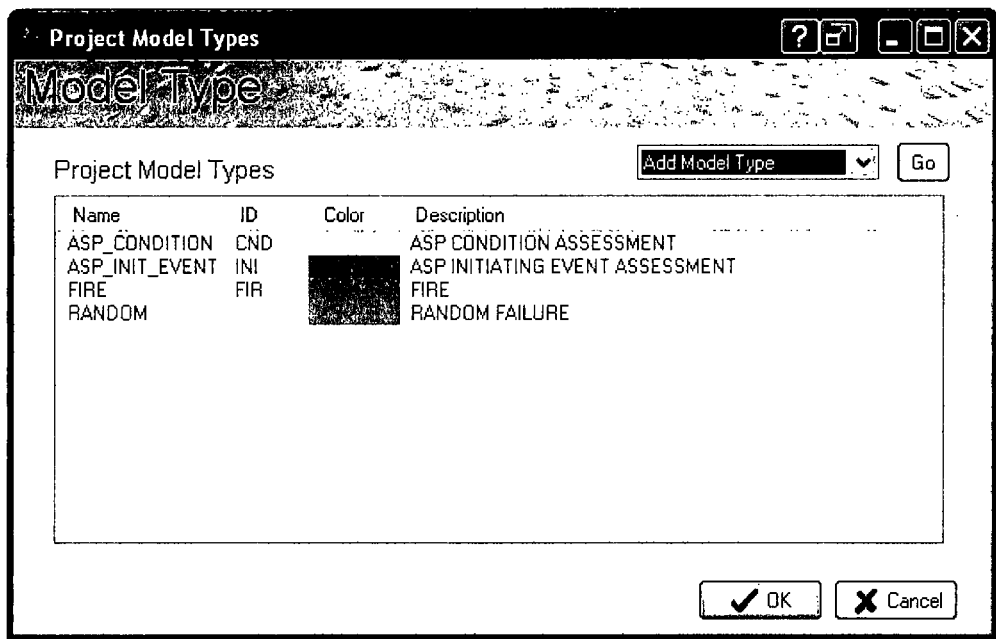 Project Model Types
Model Type
Project Model Types
Add Model Type
Go
Name ID Color Description
ASP_CONDITION CND ASP CONDITION ASSESSMENT
ASP_INIT_EVENT INI ASP INITIATING EVENT ASSESSMENT
FIRE FIR FIRE
RANDOM RANDOM FAILURE
OK Cancel